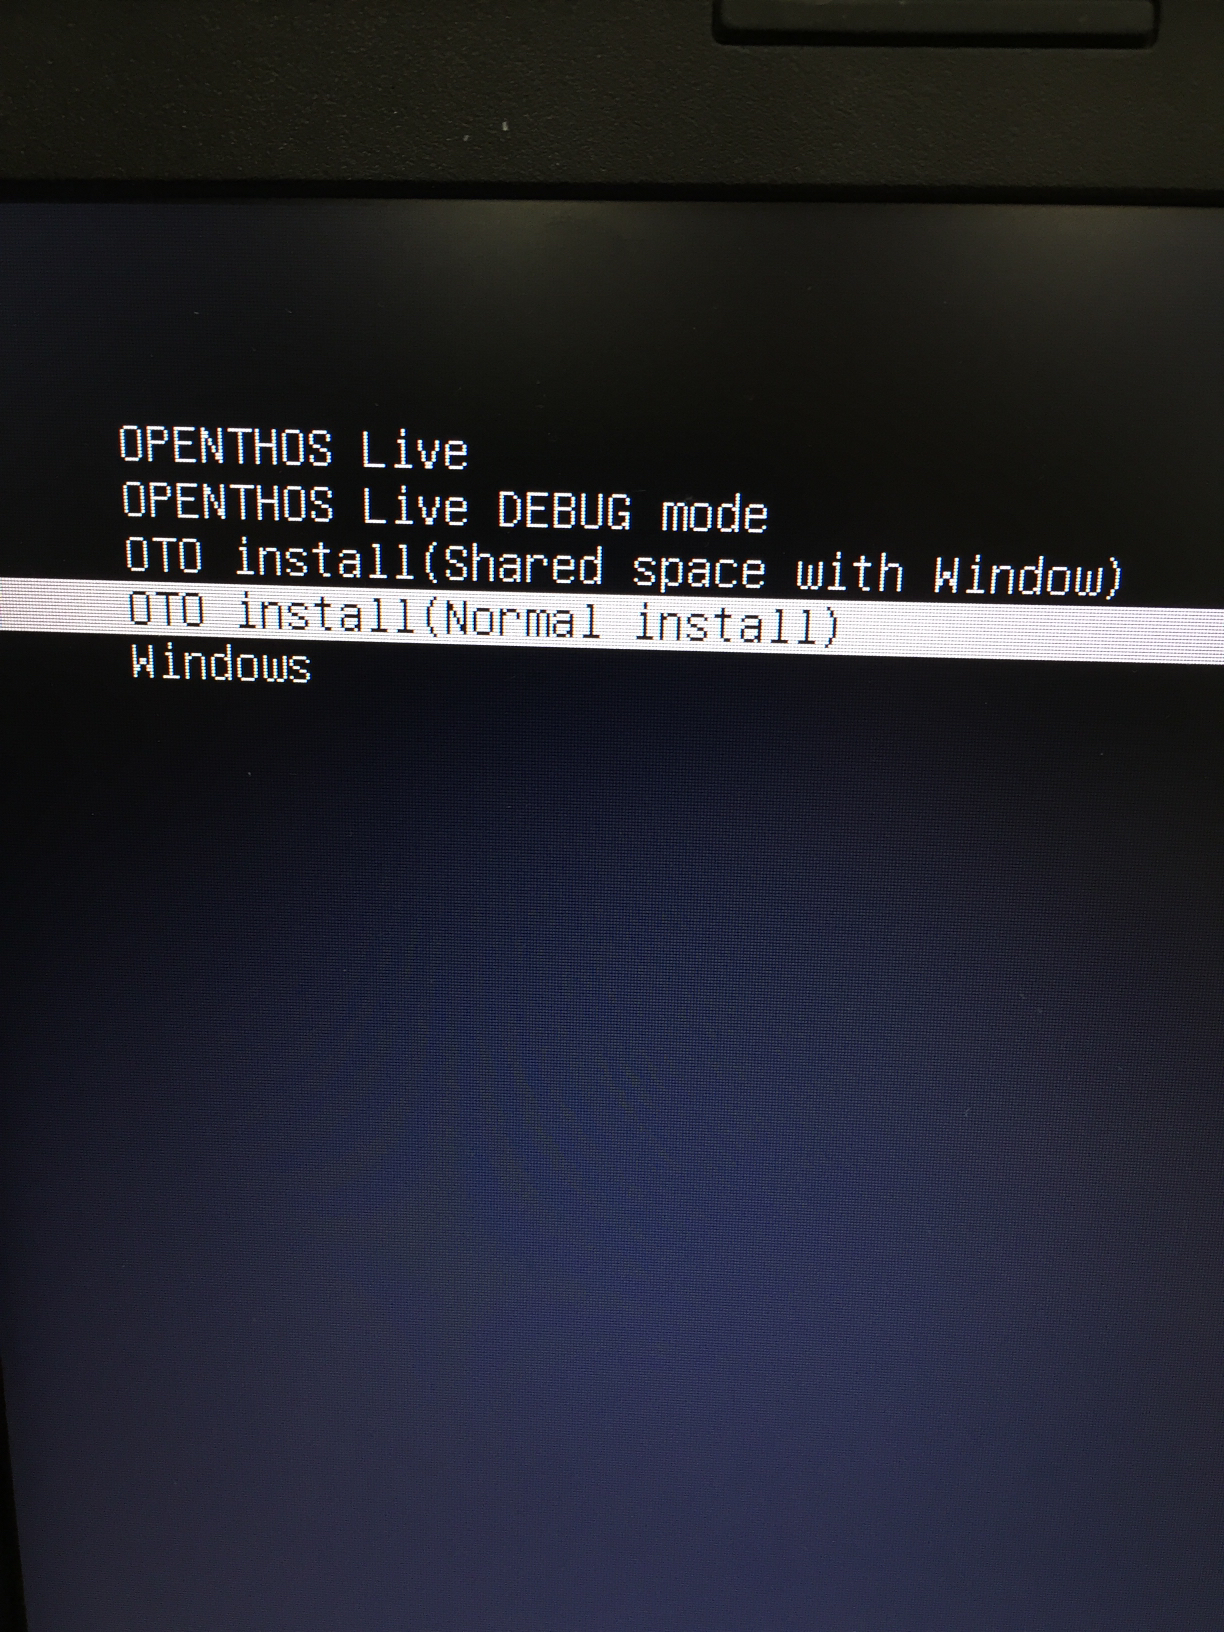 OPENTHOS Live
OPENTHOS Live DEBUG mode
OTO install(Shared space with Window)
OTO install(Normal install)
Windows